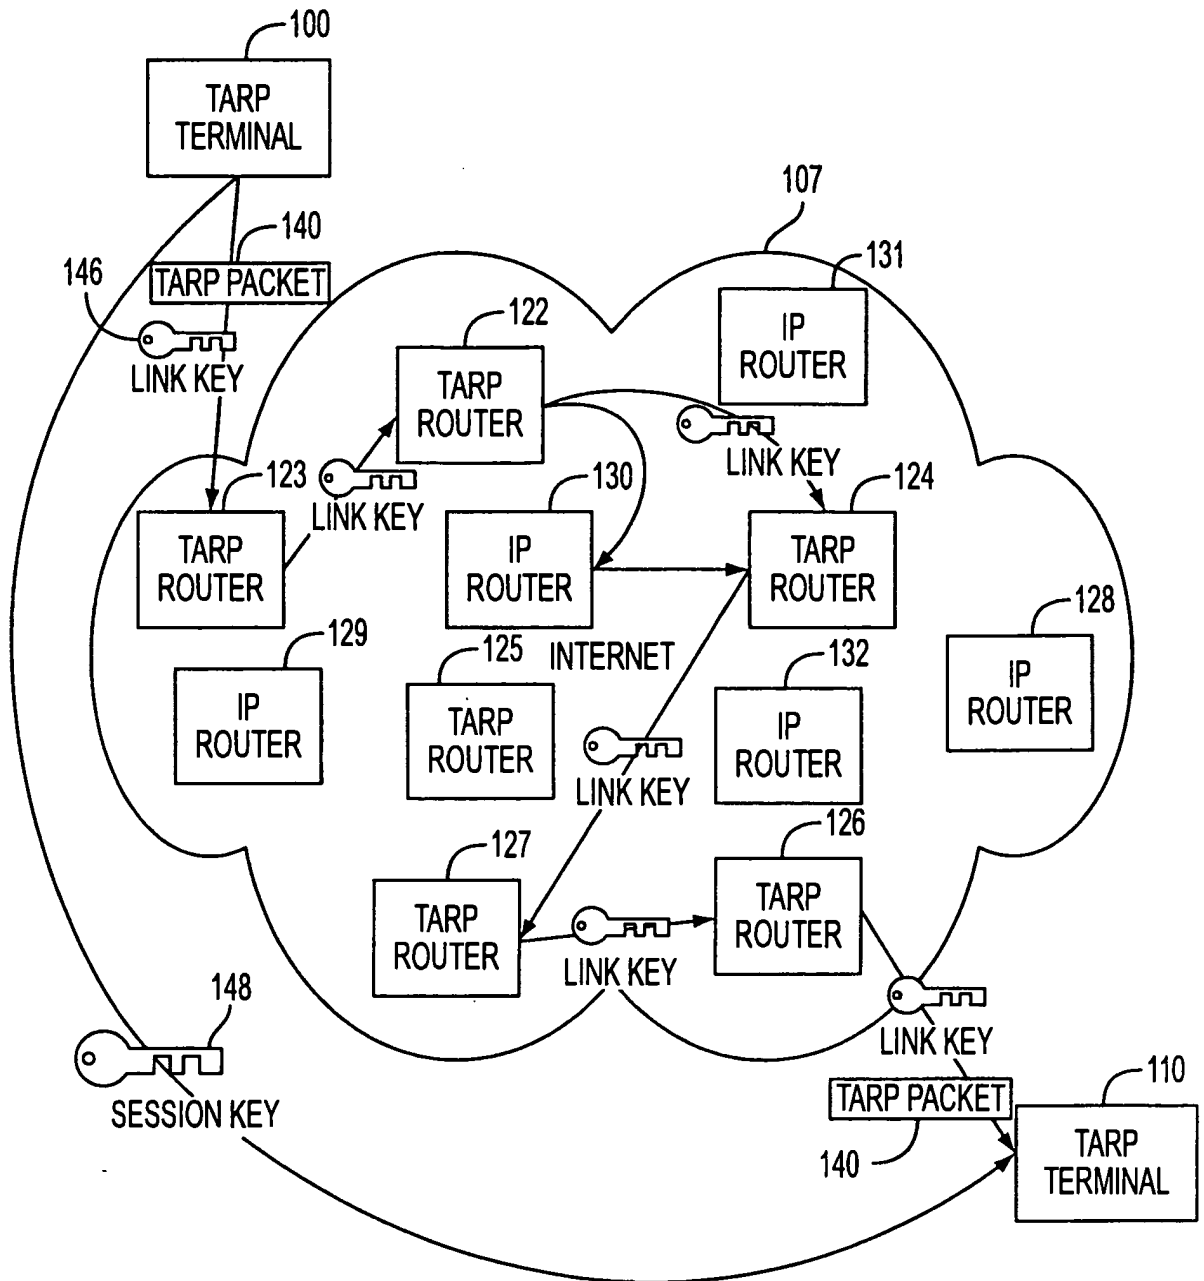 100
TARP
TERMINAL
140
TARP PACKET
146
LINK KEY
107
131
IP
ROUTER
122
TARP
ROUTER
LINK KEY
123
TARP
ROUTER
LINK KEY
130
IP
ROUTER
124
TARP
ROUTER
INTERNET
129
IP
ROUTER
125
TARP
ROUTER
132
IP
ROUTER
128
IP
ROUTER
LINK KEY
127
TARP
ROUTER
LINK KEY
126
TARP
ROUTER
LINK KEY
148
SESSION KEY
TARP PACKET
140
110
TARP
TERMINAL